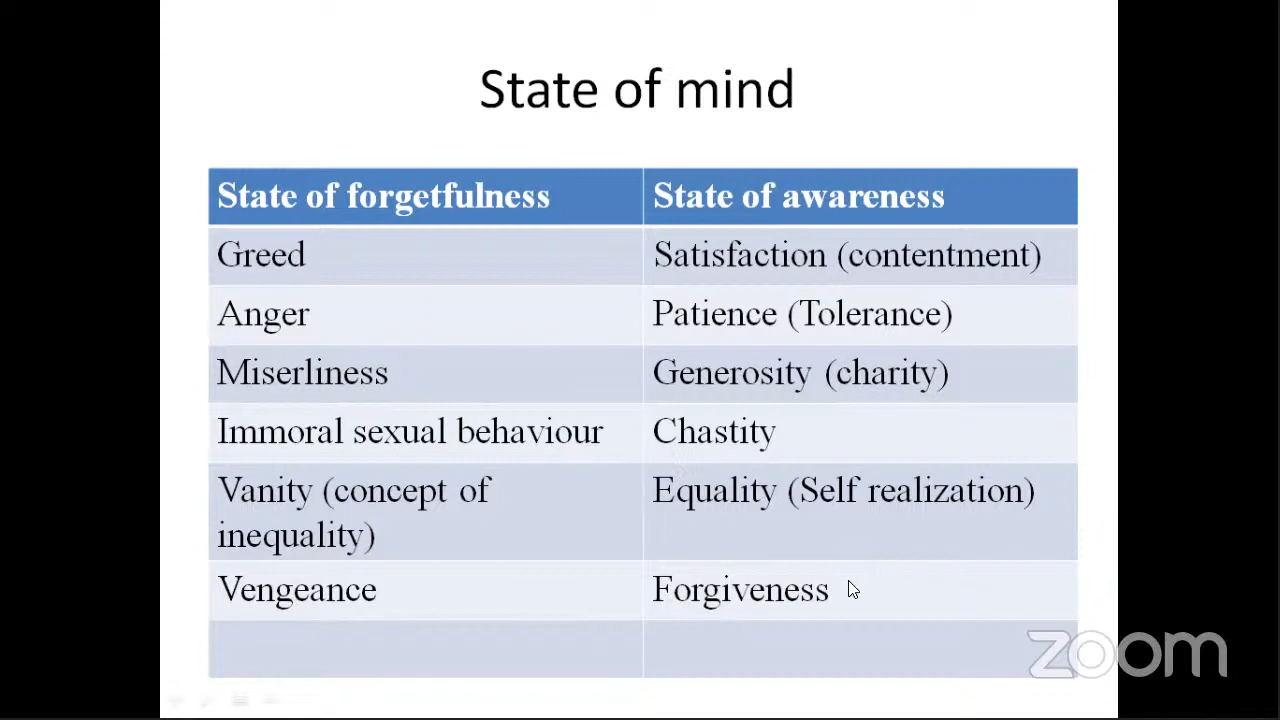 State of mind
State of forgetfulness State of awareness
Greed Satisfaction (contentment)
Anger Patience (Tolerance)
Miserliness Generosity (charity)
Immoral sexual behaviour Chastity
Vanity (concept of Equality (Self realization)
inequality)
Vengeance Forgiveness
zoom